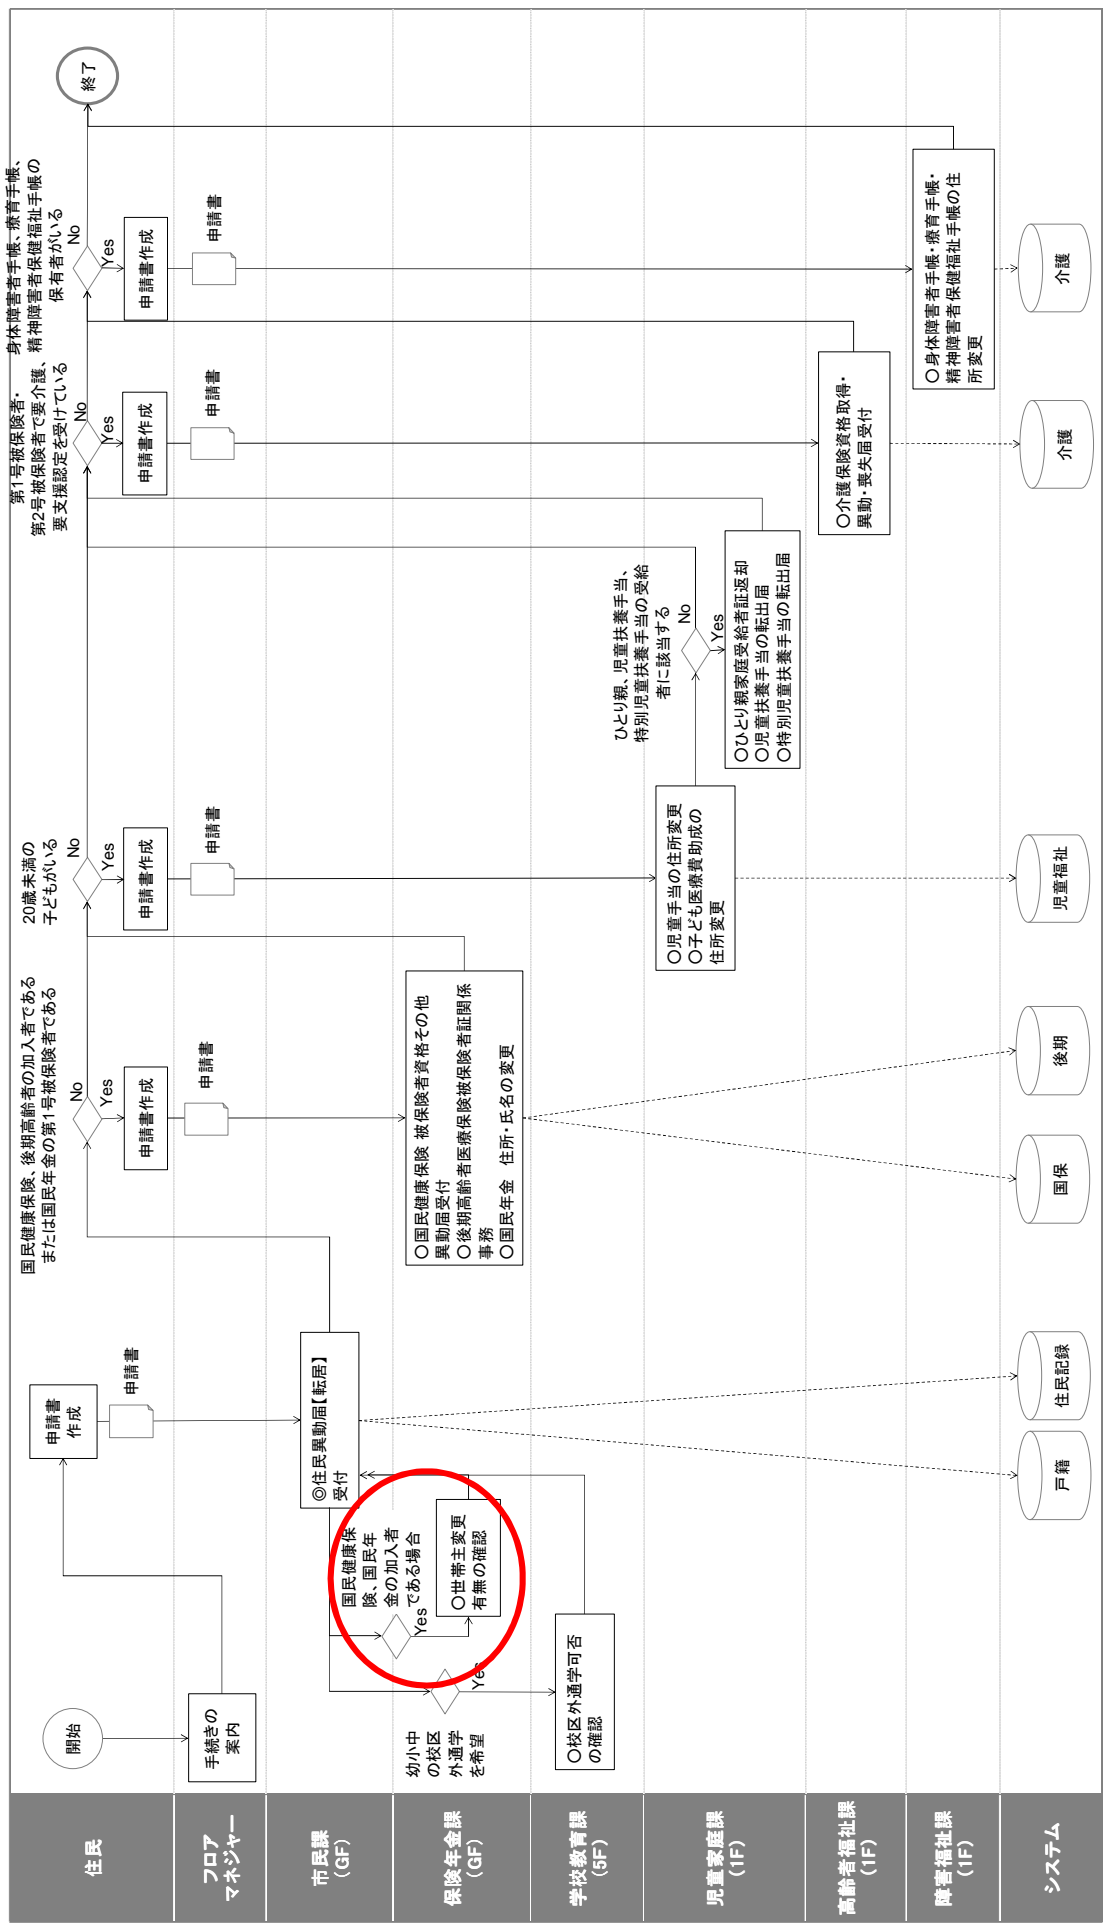 住民
フロア
マネジャー
市民課
（GF）
保険年金課
（GF）
学校教育課
（5F）
児童家庭課
（1F）
高齢者福祉課
（1F）
障害福祉課
（1F）
システム
開始
手続きの
案内
申請書
作成
申請書
◎住民異動届【転居】
受付
幼小中
の校区
外通学
を希望
Yes
○校区外通学可否
の確認
国民健康保
険、国民年
金の加入者
である場合
Yes
○世帯主変更
有無の確認
戸籍
住民記録
国民健康保険、後期高齢者の加入者である
または国民年金の第1号被保険者である
No
Yes
申請書作成
申請書
○国民健康保険 被保険者資格その他
異動届受付
○後期高齢者医療保険被保険者証関係
事務
○国民年金　住所・氏名の変更
国保
後期
20歳未満の
子どもがいる
No
Yes
申請書作成
申請書
○児童手当の住所変更
○子ども医療費助成の
住所変更
児童福祉
ひとり親、児童扶養手当、
特別児童扶養手当の受給
者に該当する
No
Yes
○ひとり親家庭受給者証返却
○児童扶養手当の転出届
○特別児童扶養手当の転出届
第1号被保険者・
第2号被保険者で要介護、
要支援認定を受けている
No
Yes
申請書作成
申請書
○介護保険資格取得・
異動・喪失届受付
介護
身体障害者手帳、療育手帳、
精神障害者保健福祉手帳の
保有者がいる
No
Yes
申請書作成
申請書
○身体障害者手帳・療育手帳・
精神障害者保健福祉手帳の住
所変更
介護
終了